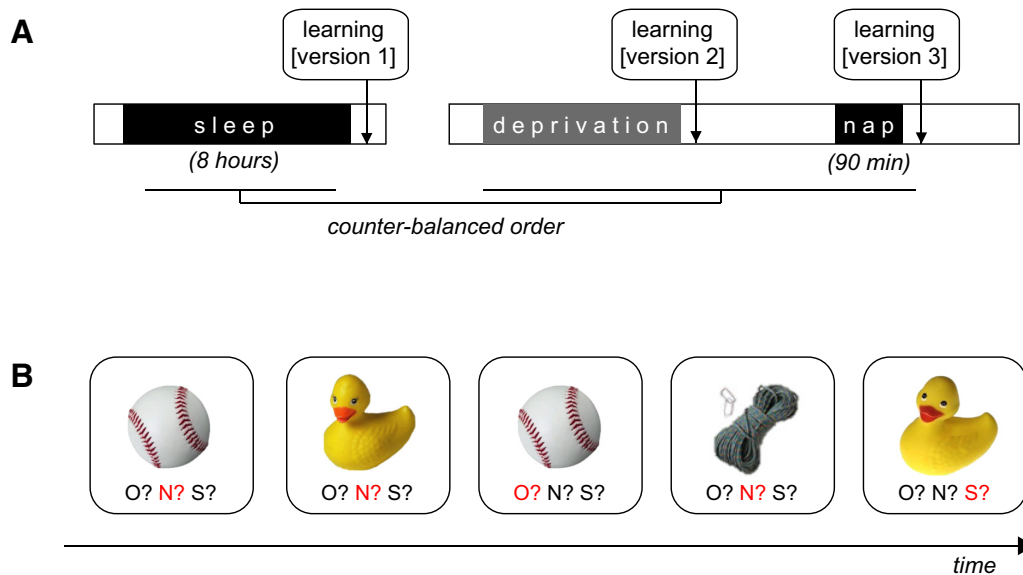 A
learning
[version 1]
learning
[version 2]
learning
[version 3]
sleep
deprivation
nap
(8 hours)
(90 min)
counter-balanced order
B
O? N? S?
O? N? S?
O? N? S?
O? N? S?
O? N? S?
time